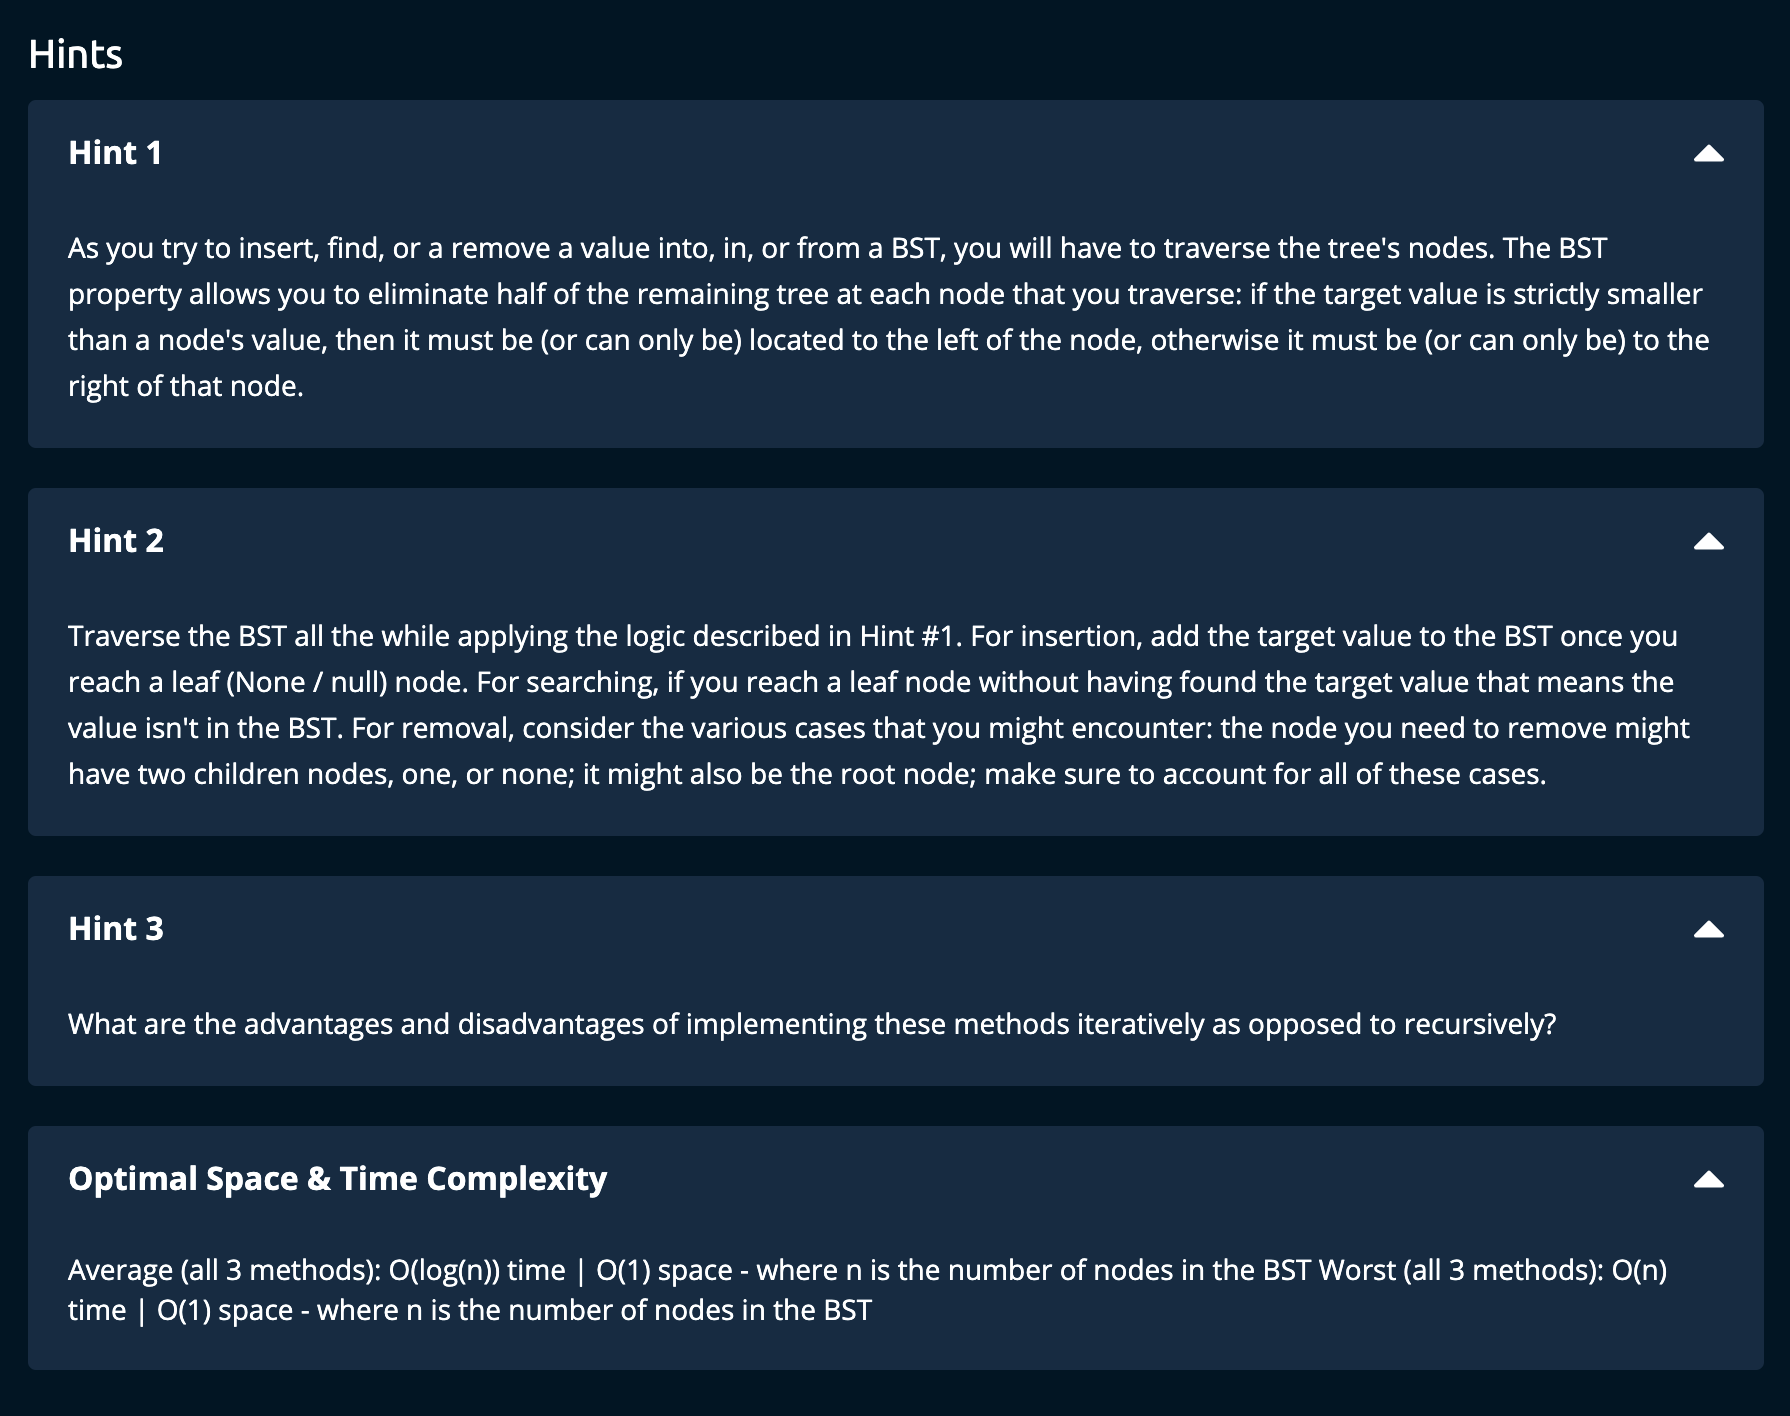 Hints
Hint 1
As you try to insert, find, or a remove a value into, in, or from a BST, you will have to traverse the tree's nodes. The BST
property allows you to eliminate half of the remaining tree at each node that you traverse: if the target value is strictly smaller
than a node's value, then it must be (or can only be) located to the left of the node, otherwise it must be (or can only be) to the
right of that node.
Hint 2
Traverse the BST all the while applying the logic described in Hint #1. For insertion, add the target value to the BST once you
reach a leaf (None / null) node. For searching, if you reach a leaf node without having found the target value that means the
value isn't in the BST. For removal, consider the various cases that you might encounter: the node you need to remove might
have two children nodes, one, or none; it might also be the root node; make sure to account for all of these cases.
Hint 3
What are the advantages and disadvantages of implementing these methods iteratively as opposed to recursively?
Optimal Space & Time Complexity
Average (all 3 methods): O(log(n)) time | O(1) space - where n is the number of nodes in the BST Worst (all 3 methods): O(n)
time | O(1) space - where n is the number of nodes in the BST